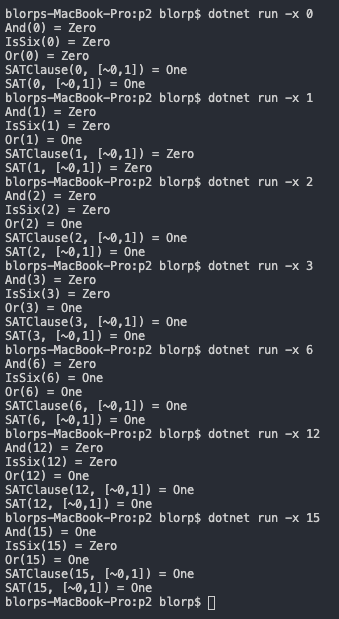 blorps-MacBook-Pro:p2 blorp$ dotnet run -x 0
And(0) = Zero
IsSix(0) = Zero
Or(0) = Zero
SATClause(0, [~0,1]) = One
SAT(0, [~0,1]) = One
blorps-MacBook-Pro:p2 blorp$ dotnet run -x 1
And(1) = Zero
IsSix(1) = Zero
Or(1) = One
SATClause(1, [~0,1]) = Zero
SAT(1, [~0,1]) = Zero
blorps-MacBook-Pro:p2 blorp$ dotnet run -x 2
And(2) = Zero
IsSix(2) = Zero
Or(2) = One
SATClause(2, [~0,1]) = One
SAT(2, [~0,1]) = One
blorps-MacBook-Pro:p2 blorp$ dotnet run -x 3
And(3) = Zero
IsSix(3) = Zero
Or(3) = One
SATClause(3, [~0,1]) = One
SAT(3, [~0,1]) = One
blorps-MacBook-Pro:p2 blorp$ dotnet run -x 6
And(6) = Zero
IsSix(6) = One
Or(6) = One
SATClause(6, [~0,1]) = One
SAT(6, [~0,1]) = One
blorps-MacBook-Pro:p2 blorp$ dotnet run -x 12
And(12) = Zero
IsSix(12) = Zero
Or(12) = One
SATClause(12, [~0,1]) = One
SAT(12, [~0,1]) = One
blorps-MacBook-Pro:p2 blorp$ dotnet run -x 15
And(15) = One
IsSix(15) = Zero
Or(15) = One
SATClause(15, [~0,1]) = One
SAT(15, [~0,1]) = One
blorps-MacBook-Pro:p2 blorp$